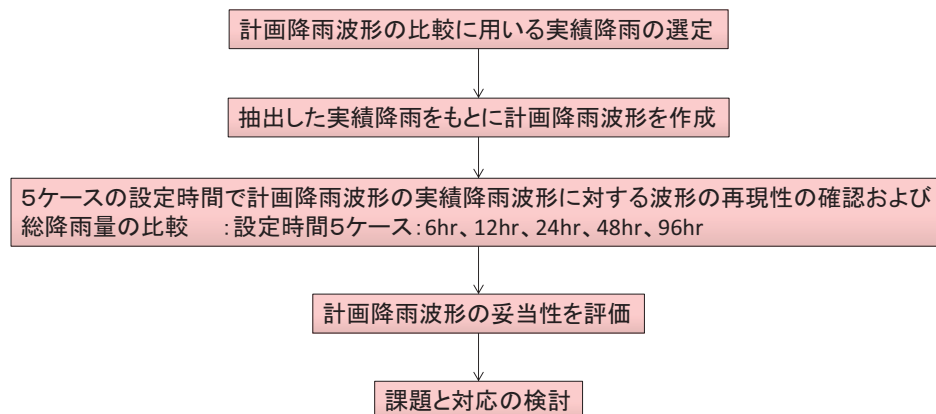 計画降雨波形の比較に用いる実績降雨の選定
抽出した実績降雨をもとに計画降雨波形を作成
5ケースの設定時間で計画降雨波形の実績降雨波形に対する波形の再現性の確認および
総降雨量の比較　：設定時間5ケース：6hr、12hr、24hr、48hr、96hr
計画降雨波形の妥当性を評価
課題と対応の検討